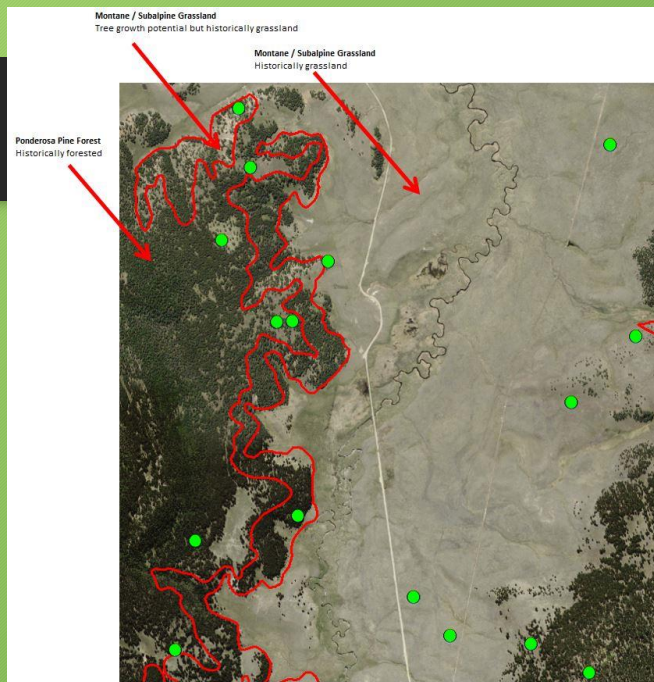 Montane / Subalpine Grassland
Tree growth potential but historically grassland
Montane / Subalpine Grassland
Historically grassland
Ponderosa Pine Forest
Historically forested